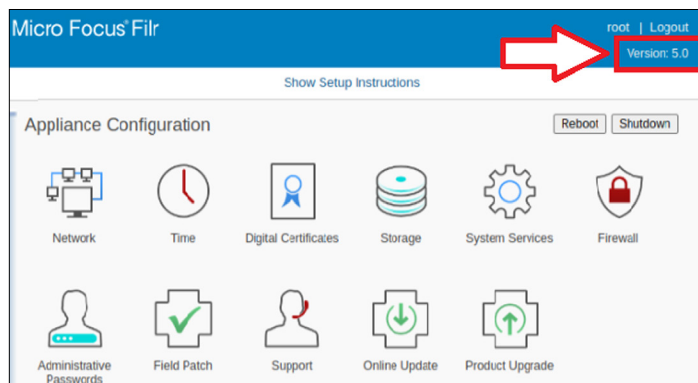 Micro Focus® Filr
root | Logout
Version: 5.0
Show Setup Instructions
Appliance Configuration
Reboot Shutdown
Network Time Digital Certificates Storage System Services Firewall
Administrative Passwords Field Patch Support Online Update Product Upgrade